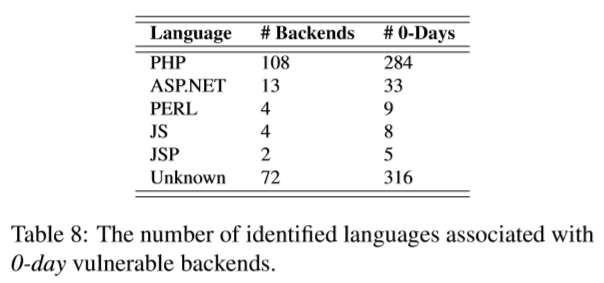 Language # Backends # 0-Days
PHP 108 284
ASP.NET 13 33
PERL 4 9
JS 4 8
JSP 2 5
Unknown 72 316
Table 8: The number of identified languages associated with
0-day vulnerable backends.